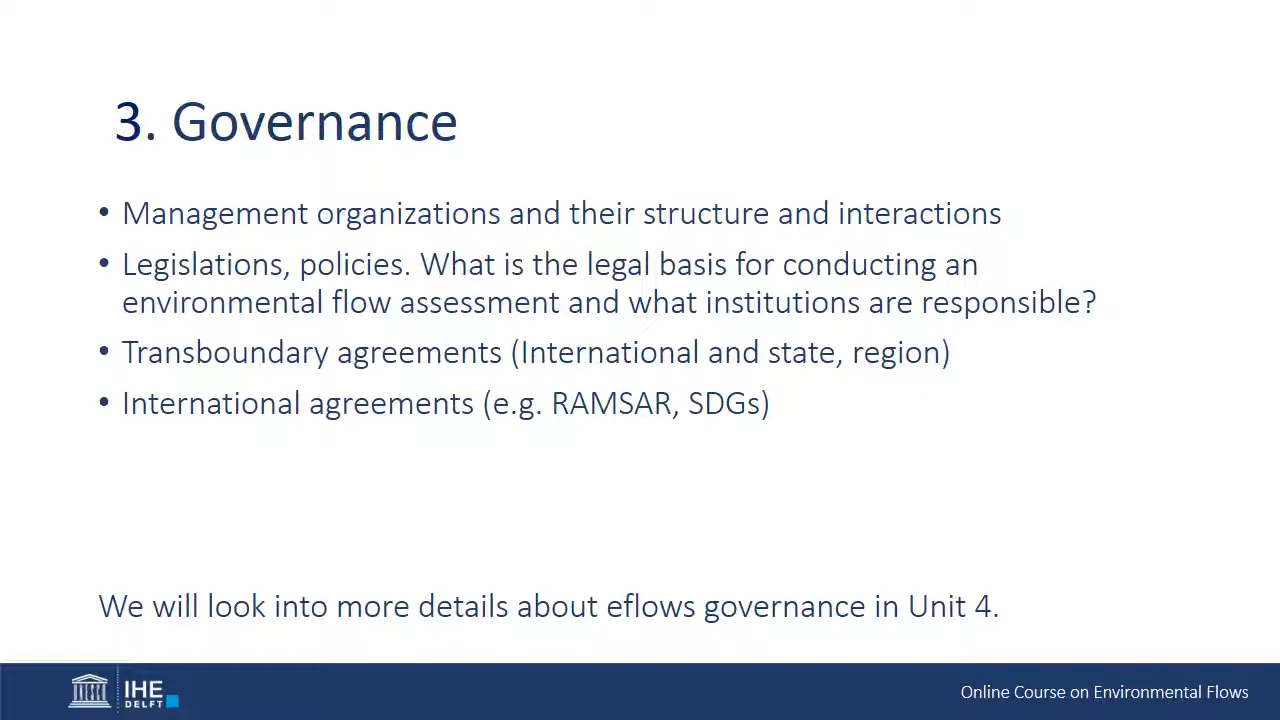 3. Governance
• Management organizations and their structure and interactions
• Legislations, policies. What is the legal basis for conducting an
environmental flow assessment and what institutions are responsible?
• Transboundary agreements (International and state, region)
• International agreements (e.g. RAMSAR, SDGs)
We will look into more details about eflows governance in Unit 4.
IHE
DELFT
Online Course on Environmental Flows